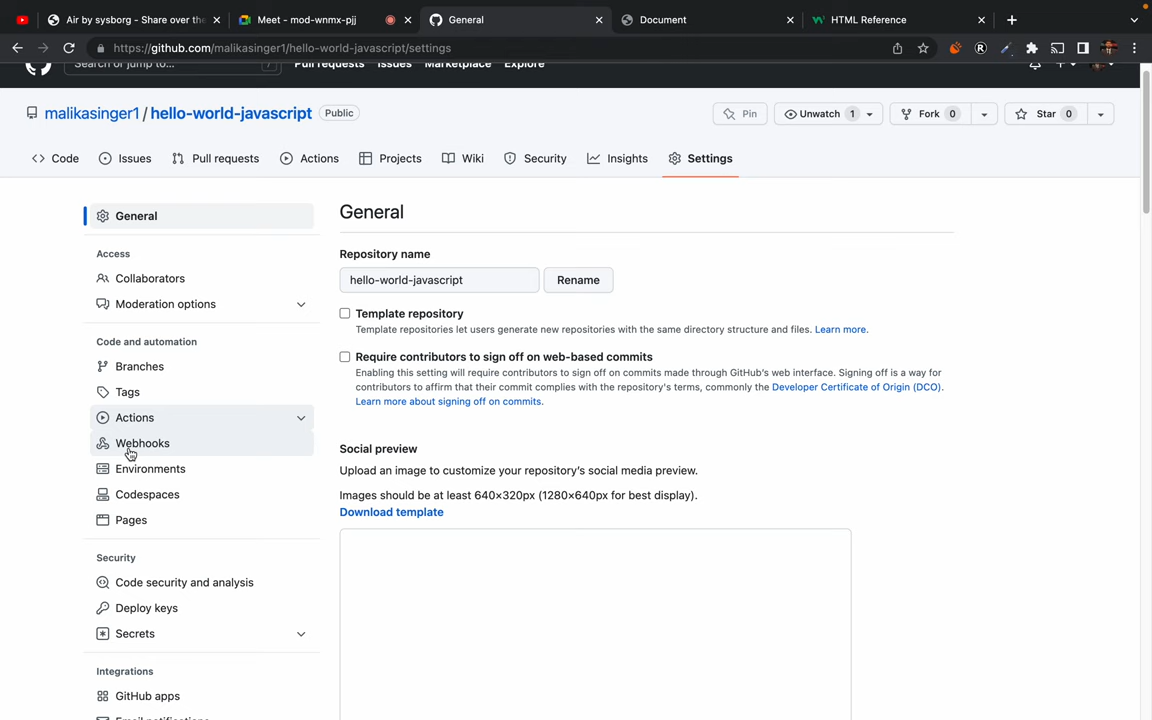 Air by sysborg - Share over the
Meet - mod-wnmx-pjj
General
Document
HTML Reference
https://github.com/malikasinger1/hello-world-javascript/settings
Search or jump to...
Pull requests Issues Marketplace Explore
malikasinger1 / hello-world-javascript Public
Pin
Unwatch 1
Fork 0
Star 0
Code
Issues
Pull requests
Actions
Projects
Wiki
Security
Insights
Settings
General
Access
Collaborators
Moderation options
Code and automation
Branches
Tags
Actions
Webhooks
Environments
Codespaces
Pages
Security
Code security and analysis
Deploy keys
Secrets
Integrations
GitHub apps
Email notifications
General
Repository name
hello-world-javascript
Rename
Template repository
Template repositories let users generate new repositories with the same directory structure and files. Learn more.
Require contributors to sign off on web-based commits
Enabling this setting will require contributors to sign off on commits made through GitHub's web interface. Signing off is a way for
contributors to affirm that their commit complies with the repository's terms, commonly the Developer Certificate of Origin (DCO).
Learn more about signing off on commits.
Social preview
Upload an image to customize your repository's social media preview.
Images should be at least 640×320px (1280×640px for best display).
Download template